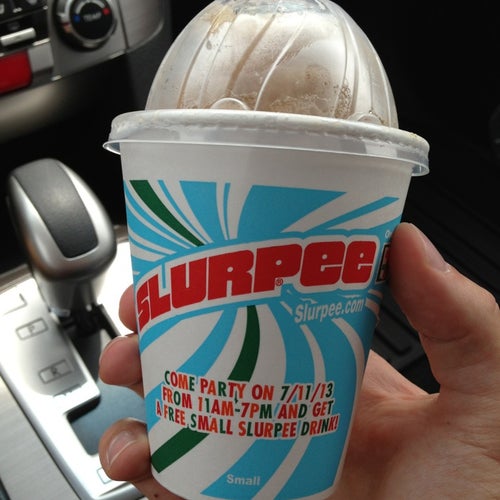 SLURPEE
Slurpee.com
COME PARTY ON 7/11/13
FROM 11AM-7PM AND GET
A FREE SMALL SLURPEE DRINK!
Small